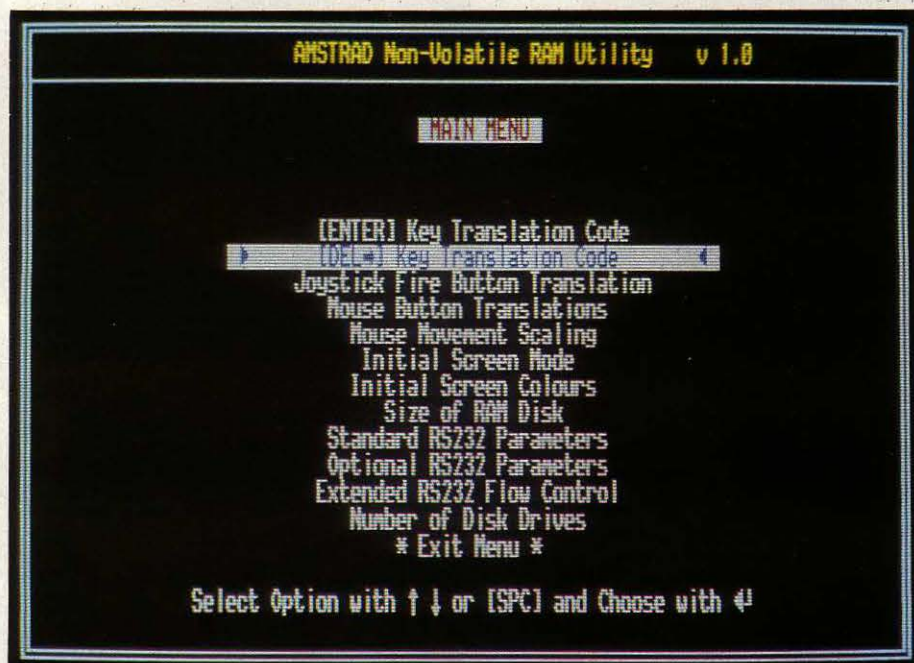 AMSTRAD Non-Volatile RAM Utility v 1.0
MAIN MENU
[ENTER] Key Translation Code
[DEL→] Key Translation Code
Joystick Fire Button Translation
Mouse Button Translations
Mouse Movement Scaling
Initial Screen Mode
Initial Screen Colours
Size of RAM Disk
Standard RS232 Parameters
Optional RS232 Parameters
Extended RS232 Flow Control
Number of Disk Drives
* Exit Menu *
Select Option with ↑ ↓ or [SPC] and Choose with ↵